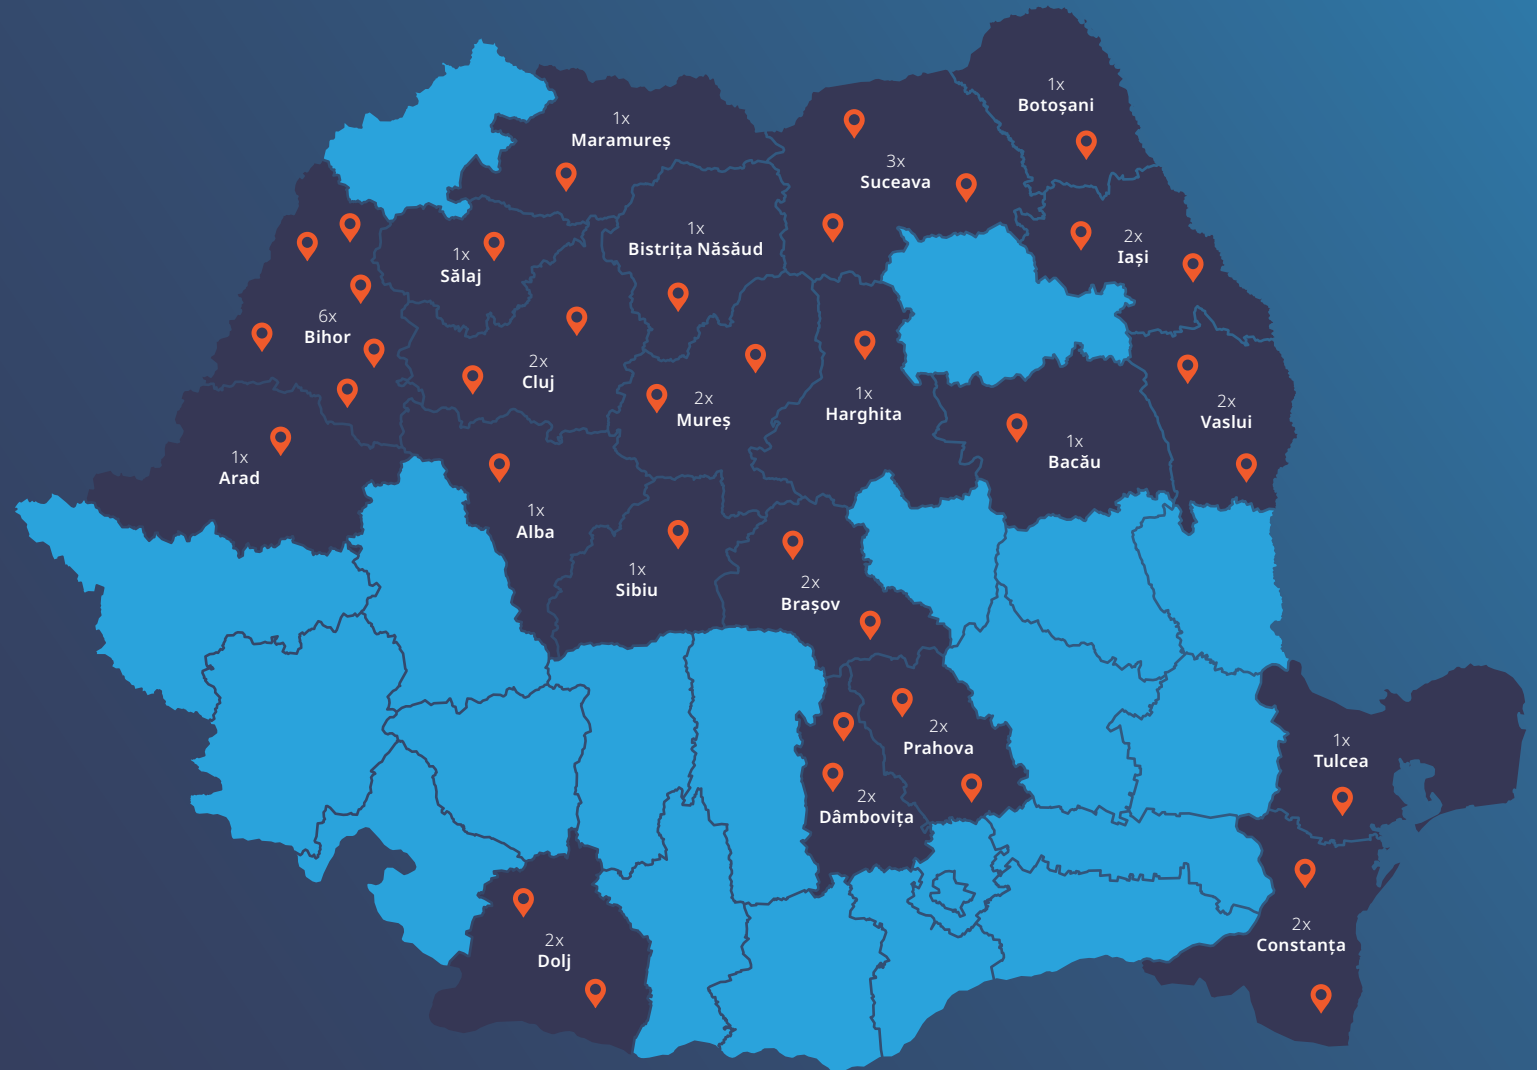 1x
Botoșani
1x
Maramureș
3x
Suceava
1x
Bistrița Năsăud
2x
Iași
1x
Sălaj
6x
Bihor
2x
Cluj
2x
Mureș
1x
Harghita
2x
Vaslui
1x
Bacău
1x
Arad
1x
Alba
1x
Sibiu
2x
Brașov
2x
Prahova
1x
Tulcea
2x
Dâmbovița
2x
Constanța
2x
Dolj